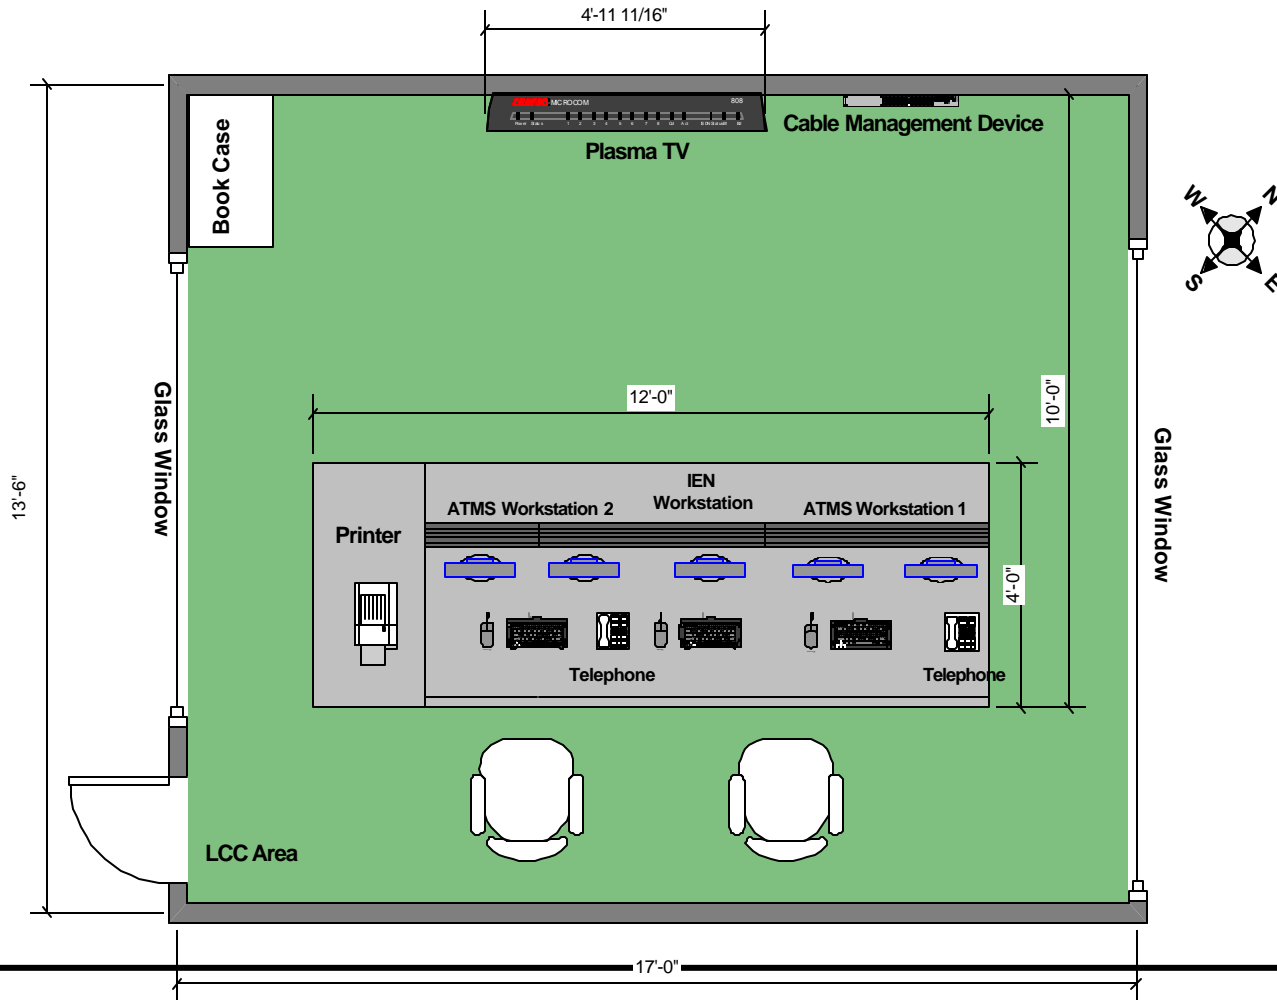 4'-11 11/16"
MICROCOM
808
Cable Management Device
Plasma TV
Book Case
W
N
S
E
Glass Window
12'-0"
10'-0"
Glass Window
13'-6"
IEN
Workstation
ATMS Workstation 2
ATMS Workstation 1
Printer
4'-0"
Telephone
Telephone
LCC Area
17'-0"